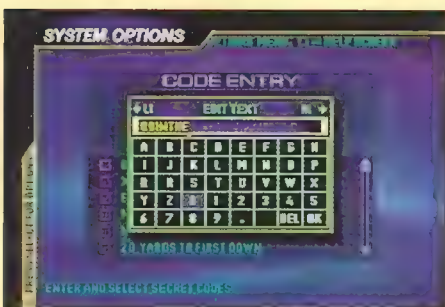 SYSTEM OPTIONS
CODE ENTRY
EDIT TEXT
A B C D E F G H
I J K L M N O P
Q R S T U V W X
Y Z 0 1 2 3 4 5
6 7 8 9 . DEL OK
20 YARDS TO FIRST DOWN
ENTER AND SELECT SECRET CODES